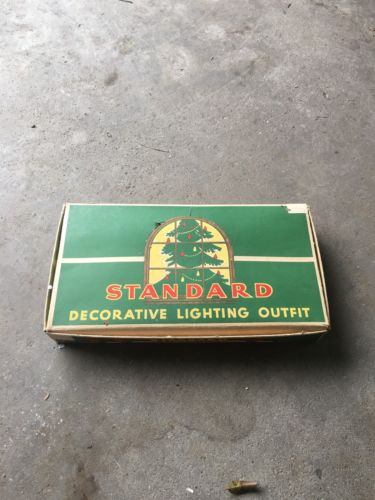 STANDARD
DECORATIVE LIGHTING OUTFIT